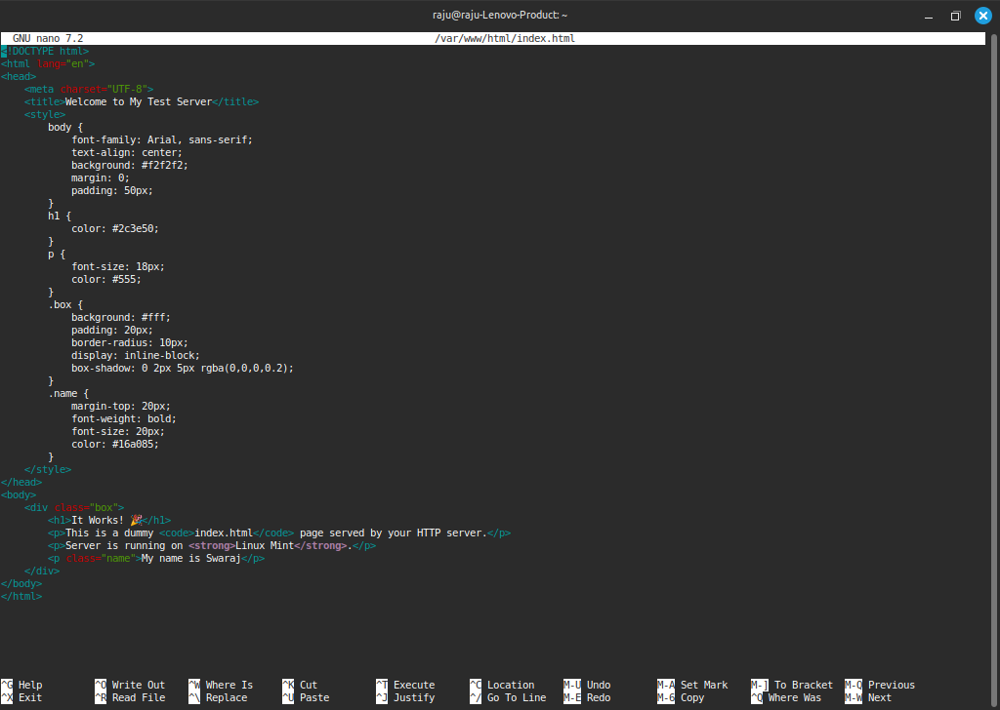 raju@raju-Lenovo-Product: ~
GNU nano 7.2 /var/www/html/index.html
<!DOCTYPE html>
<html lang="en">
<head>
    <meta charset="UTF-8">
    <title>Welcome to My Test Server</title>
    <style>
        body {
            font-family: Arial, sans-serif;
            text-align: center;
            background: #f2f2f2;
            margin: 0;
            padding: 50px;
        }
        h1 {
            color: #2c3e50;
        }
        p {
            font-size: 18px;
            color: #555;
        }
        .box {
            background: #fff;
            padding: 20px;
            border-radius: 10px;
            display: inline-block;
            box-shadow: 0 2px 5px rgba(0,0,0,0.2);
        }
        .name {
            margin-top: 20px;
            font-weight: bold;
            font-size: 20px;
            color: #16a085;
        }
    </style>
</head>
<body>
    <div class="box">
        <h1>It Works! 🎉</h1>
        <p>This is a dummy <code>index.html</code> page served by your HTTP server.</p>
        <p>Server is running on <strong>Linux Mint</strong>.</p>
        <p class="name">My name is Swaraj</p>
    </div>
</body>
</html>
^G Help ^O Write Out ^W Where Is ^K Cut ^T Execute ^C Location M-U Undo M-A Set Mark M-] To Bracket M-Q Previous
^X Exit ^R Read File ^\ Replace ^U Paste ^J Justify ^/ Go To Line M-E Redo M-6 Copy ^Q Where Was M-W Next